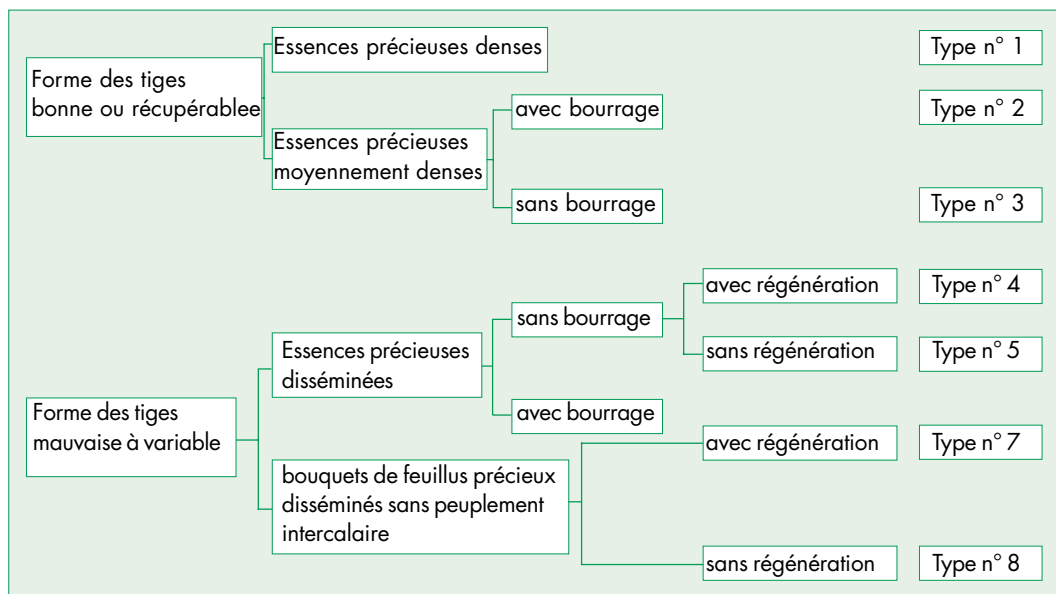 Essences précieuses denses
Type n° 1
Forme des tiges
bonne ou récupérablee
avec bourrage
Type n° 2
Essences précieuses
moyennement denses
sans bourrage
Type n° 3
avec régénération
Type n° 4
sans bourrage
Essences précieuses
disséminées
sans régénération
Type n° 5
Forme des tiges
mauvaise à variable
avec bourrage
avec régénération
Type n° 7
bouquets de feuillus précieux
disséminés sans peuplement
intercalaire
sans régénération
Type n° 8